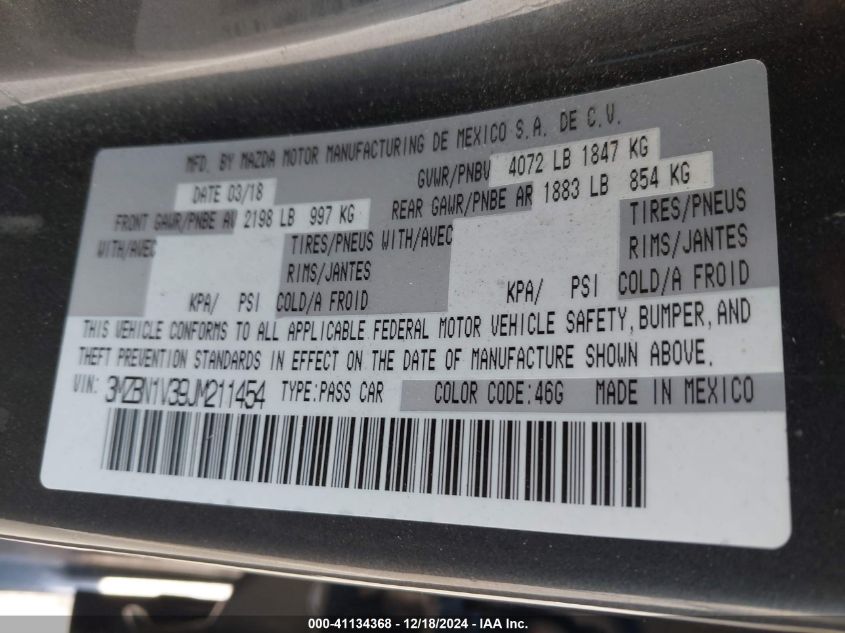 MFD. BY MAZDA MOTOR MANUFACTURING DE MEXICO S.A. DE C.V.
DATE 03/18 GVWR/PNBV 4072 LB 1847 KG
FRONT GAWR/PNBE AV 2198 LB 997 KG REAR GAWR/PNBE AR 1883 LB 854 KG
WITH/AVEC TIRES/PNEUS WITH/AVEC TIRES/PNEUS
RIMS/JANTES RIMS/JANTES
KPA/ PSI COLD/A FROID KPA/ PSI COLD/A FROID
THIS VEHICLE CONFORMS TO ALL APPLICABLE FEDERAL MOTOR VEHICLE SAFETY, BUMPER, AND
THEFT PREVENTION STANDARDS IN EFFECT ON THE DATE OF MANUFACTURE SHOWN ABOVE.
VIN: 3MZBN1V39JM211454 TYPE:PASS CAR COLOR CODE:46G MADE IN MEXICO
000-41134368 - 12/18/2024 - IAA Inc.